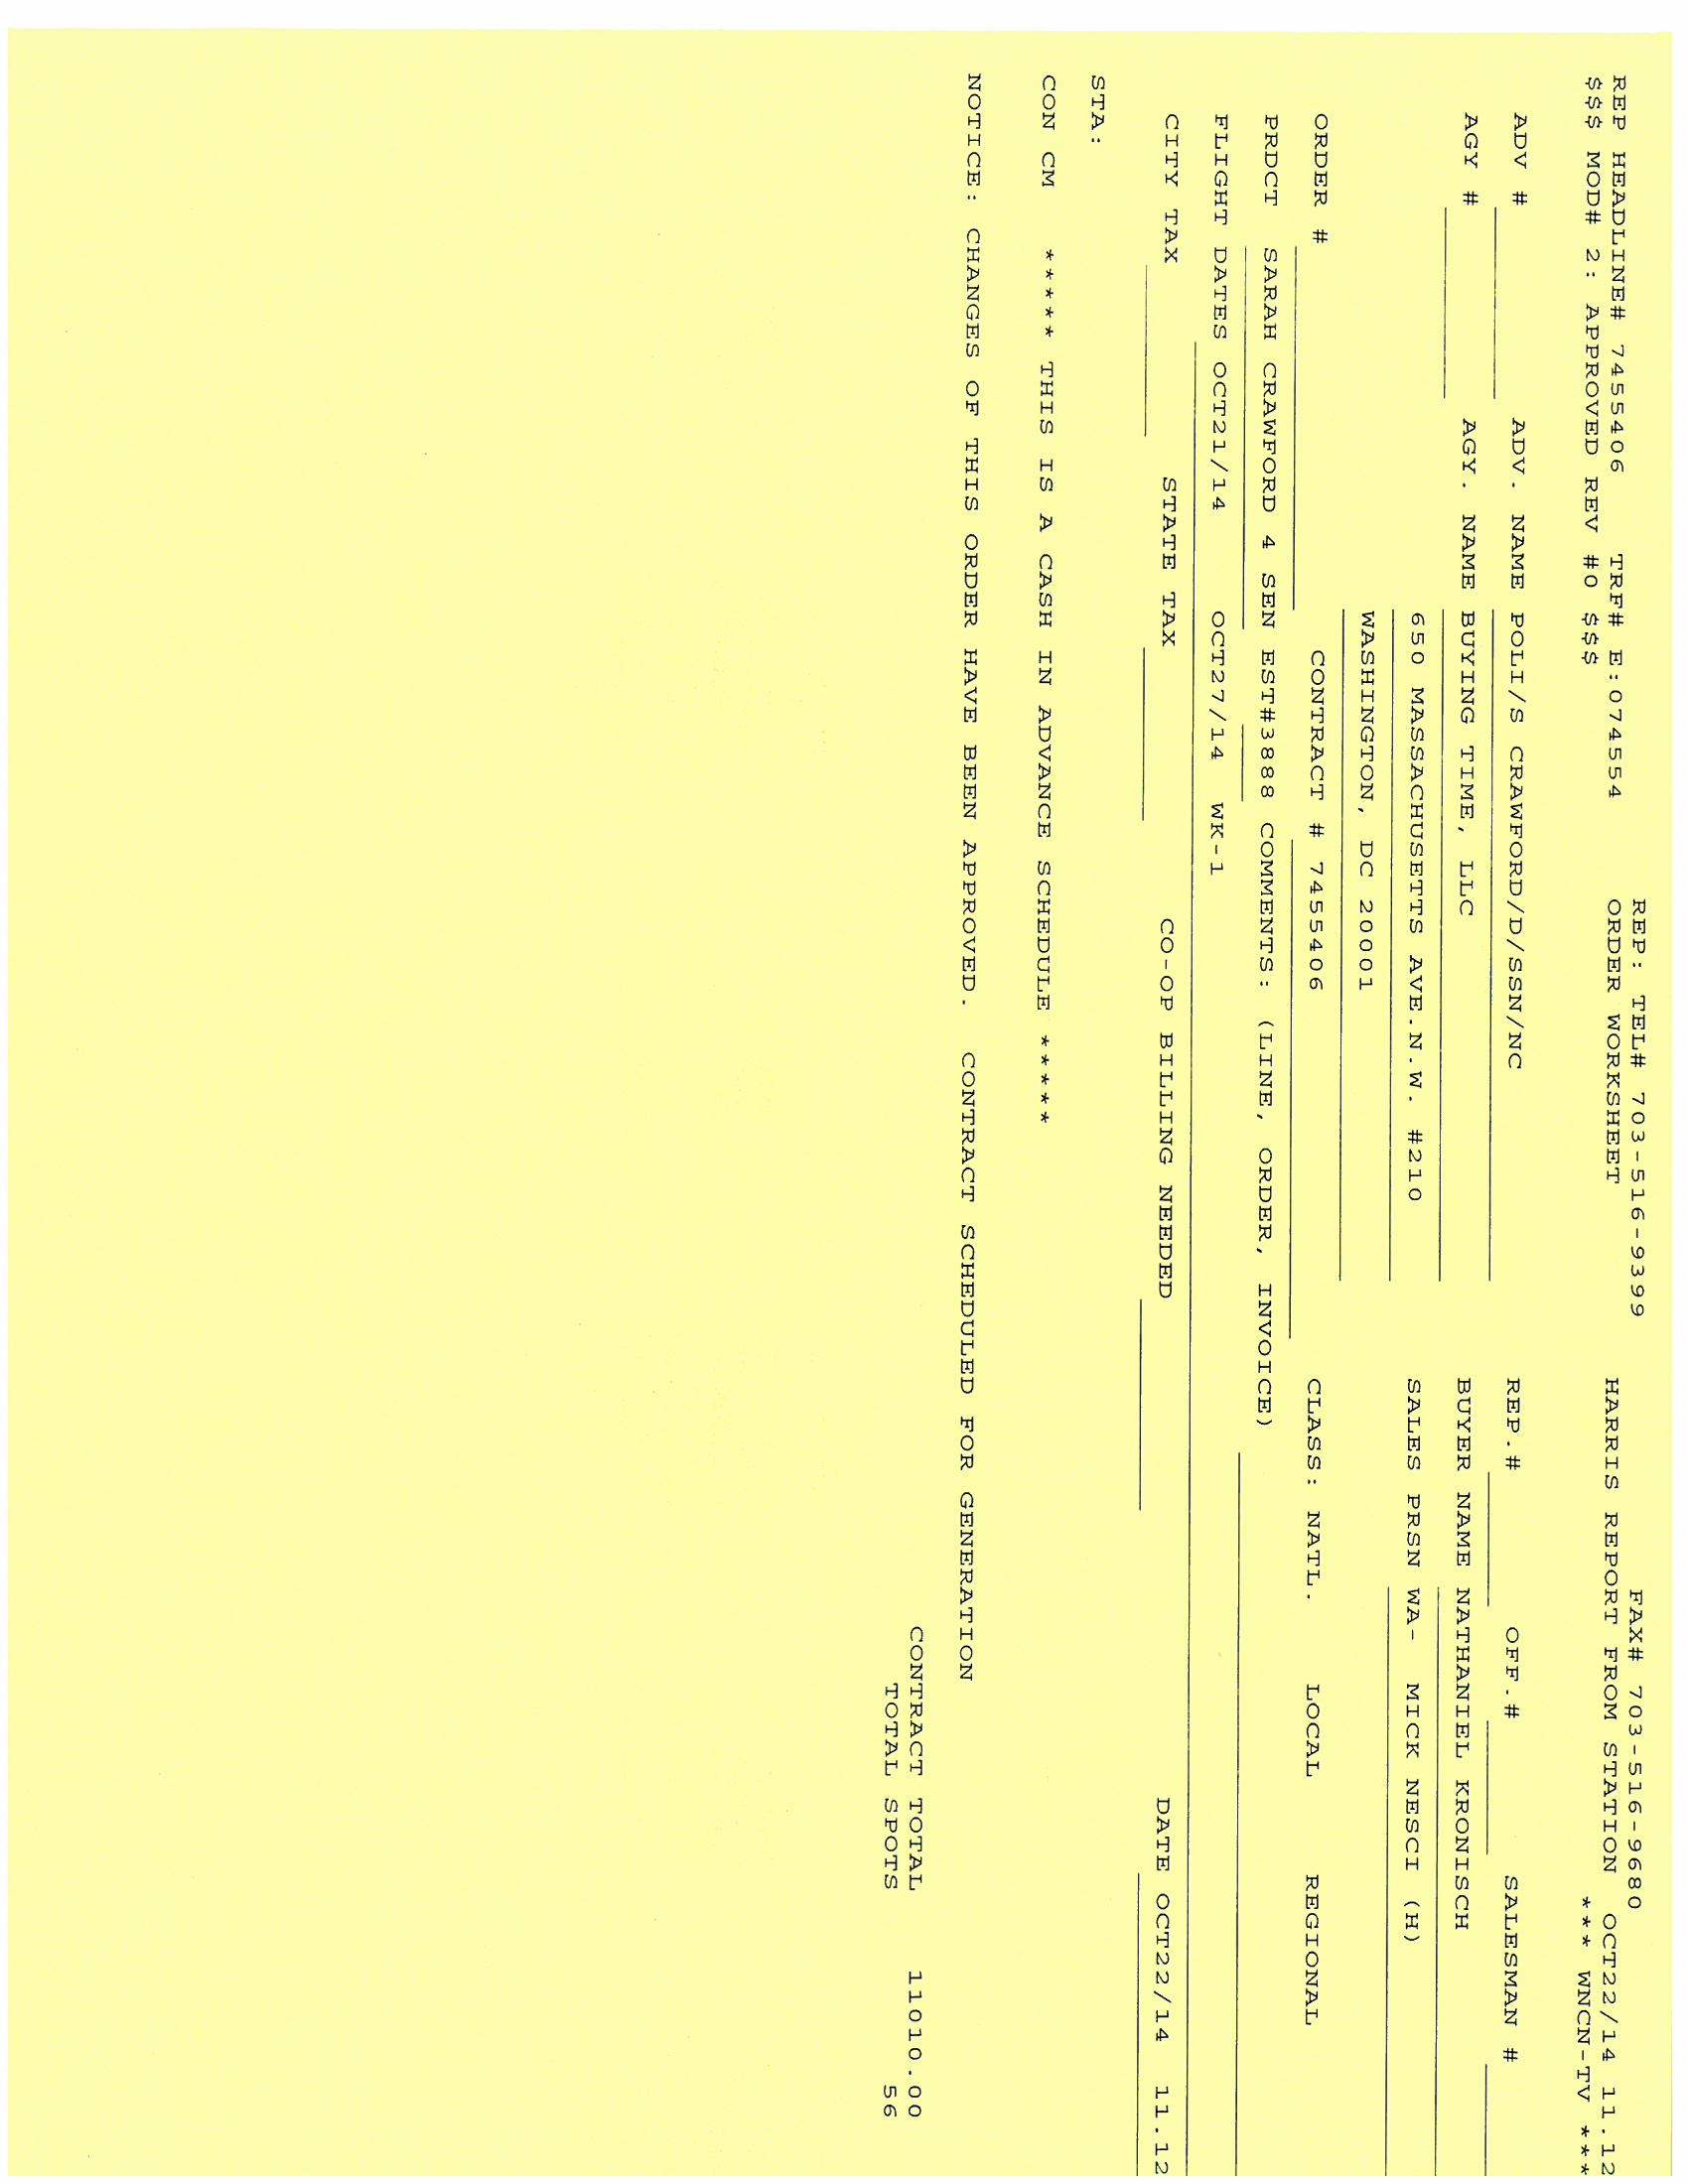 REP: TEL# 703-516-9399 FAX# 703-516-9680
REP HEADLINE# 7455406 TRF# E:074554 ORDER WORKSHEET HARRIS REPORT FROM STATION OCT22/14 11.12
$$$ MOD# 2: APPROVED REV #0 $$$ *** WNCN-TV ***
ADV # ADV. NAME POLI/S CRAWFORD/D/SSN/NC REP.# OFF.# SALESMAN #
AGY # AGY. NAME BUYING TIME, LLC BUYER NAME NATHANIEL KRONISCH
650 MASSACHUSETTS AVE.N.W. #210 SALES PRSN WA- MICK NESCI (H)
WASHINGTON, DC 20001
ORDER # CONTRACT # 7455406 CLASS: NATL. LOCAL REGIONAL
PRDCT SARAH CRAWFORD 4 SEN EST#3888 COMMENTS: (LINE, ORDER, INVOICE)
FLIGHT DATES OCT21/14 OCT27/14 WK-1
CITY TAX STATE TAX CO-OP BILLING NEEDED DATE OCT22/14 11.12
STA:
CON CM ***** THIS IS A CASH IN ADVANCE SCHEDULE *****
NOTICE: CHANGES OF THIS ORDER HAVE BEEN APPROVED. CONTRACT SCHEDULED FOR GENERATION
CONTRACT TOTAL 11010.00
TOTAL SPOTS 56